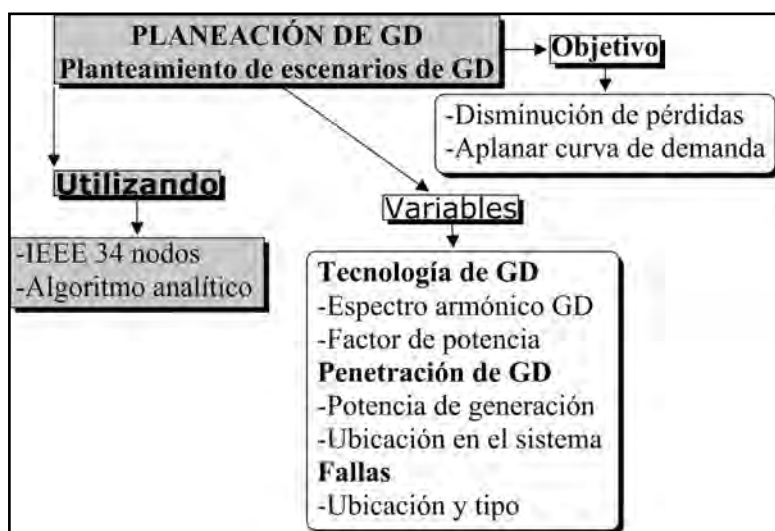 PLANEACIÓN DE GD
Planteamiento de escenarios de GD
Objetivo
-Disminución de pérdidas
-Aplanar curva de demanda
Utilizando
-IEEE 34 nodos
-Algoritmo analítico
Variables
Tecnología de GD
-Espectro armónico GD
-Factor de potencia
Penetración de GD
-Potencia de generación
-Ubicación en el sistema
Fallas
-Ubicación y tipo